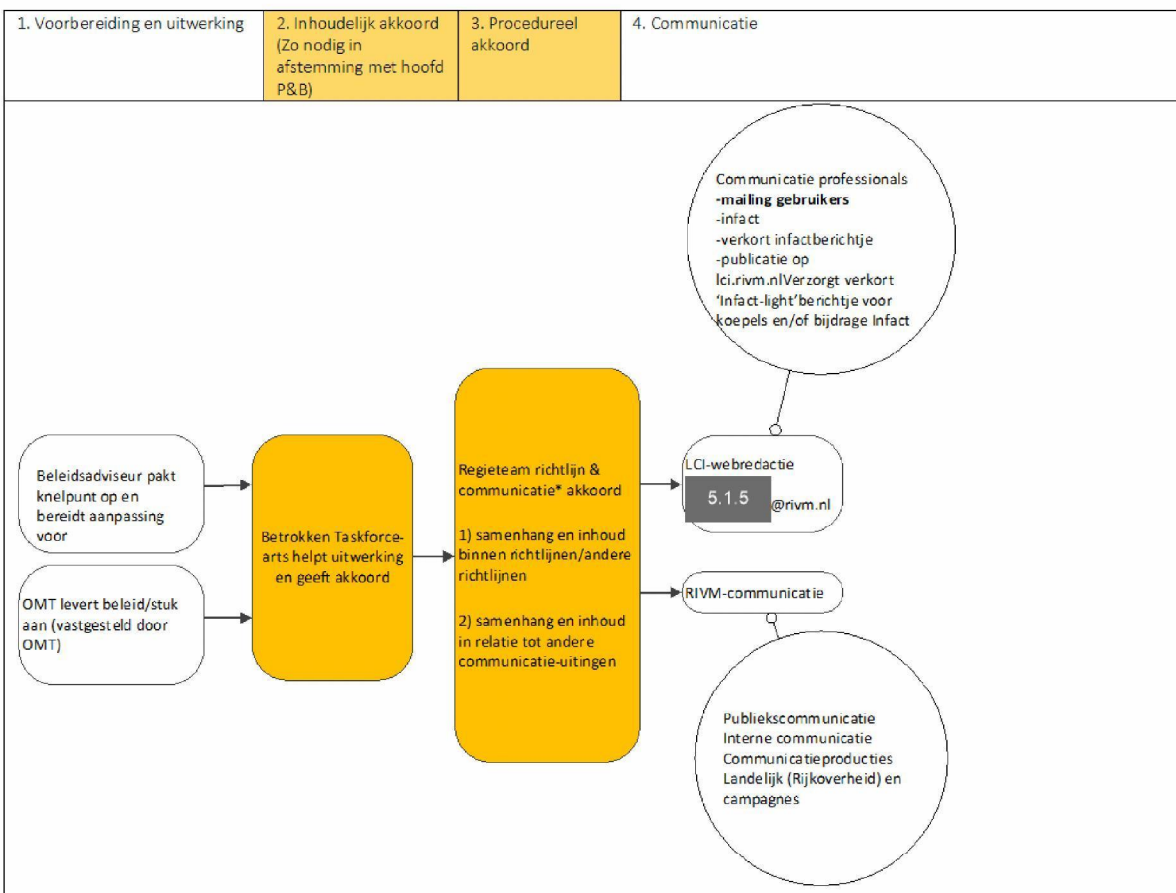 1. Voorbereiding en uitwerking
2. Inhoudelijk akkoord
(Zo nodig in
afstemming met hoofd
P&B)
3. Procedureel
akkoord
4. Communicatie
Communicatie professionals
-mailing gebruikers
-infact
-verkort infactberichtje
-publicatie op
lci.rivm.nlVerzorgt verkort
‘Infact-light’berichtje voor
koepels en/of bijdrage Infact
Beleidsadviseur pakt
knelpunt op en
bereidt aanpassing
voor
OMT levert beleid/stuk
aan (vastgesteld door
OMT)
Betrokken Taskforce-
arts helpt uitwerking
en geeft akkoord
Regieteam richtlijn &
communicatie* akkoord
1) samenhang en inhoud
binnen richtlijnen/andere
richtlijnen
2) samenhang en inhoud
in relatie tot andere
communicatie-uitingen
LCI-webredactie
5.1.5 @rivm.nl
RIVM-communicatie
Publiekscommunicatie
Interne communicatie
Communicatieproducties
Landelijk (Rijkoverheid) en
campagnes